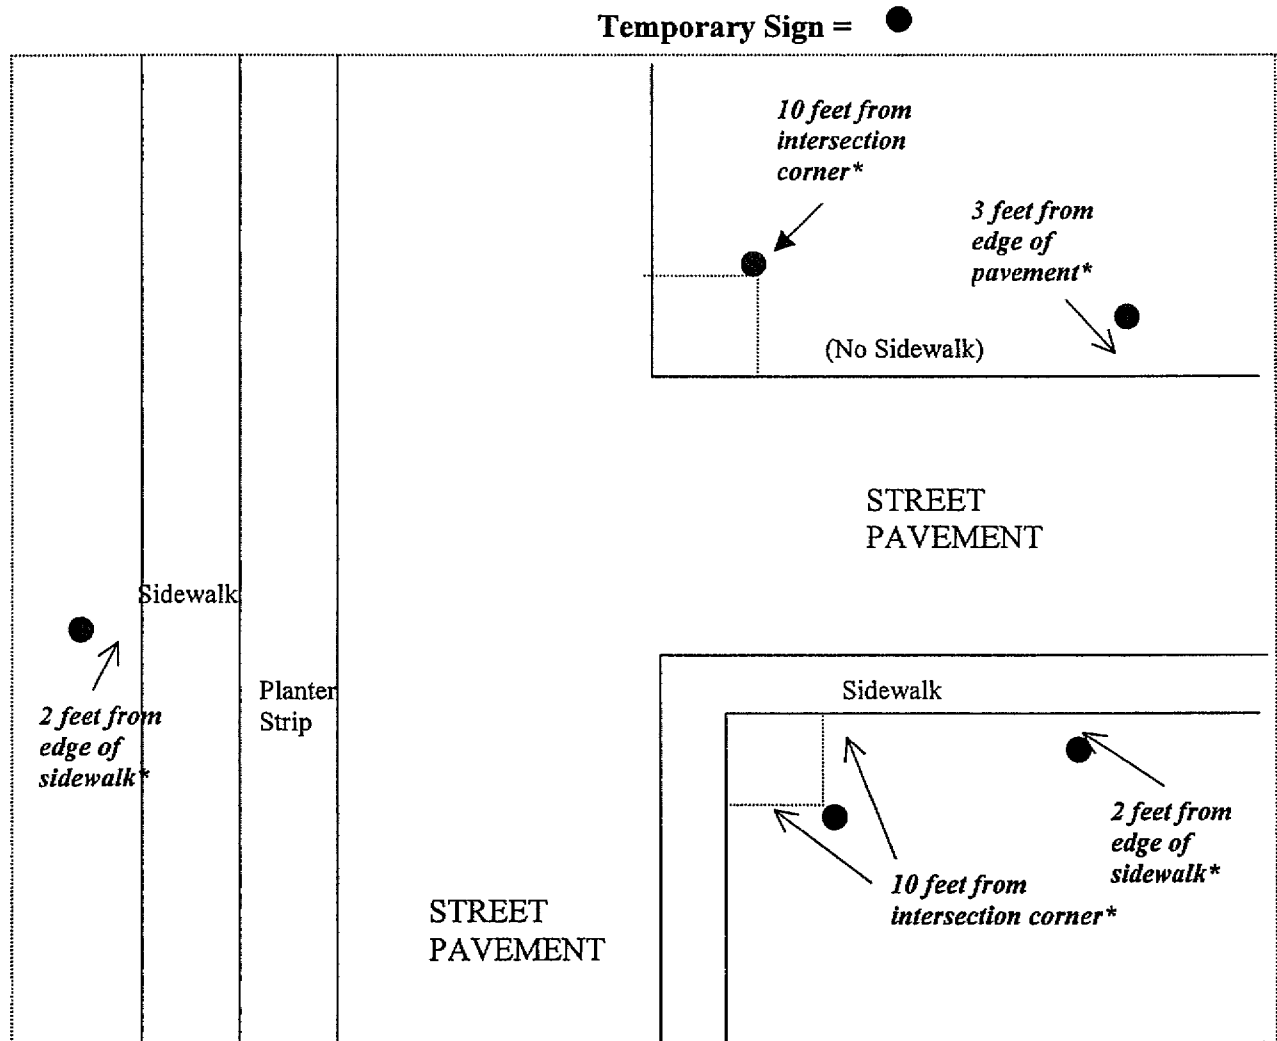 Temporary Sign =
10 feet from
intersection
corner*
3 feet from
edge of
pavement*
(No Sidewalk)
STREET
PAVEMENT
Sidewalk
2 feet from
edge of
sidewalk*
Planter
Strip
Sidewalk
2 feet from
edge of
sidewalk*
10 feet from
intersection corner*
STREET
PAVEMENT